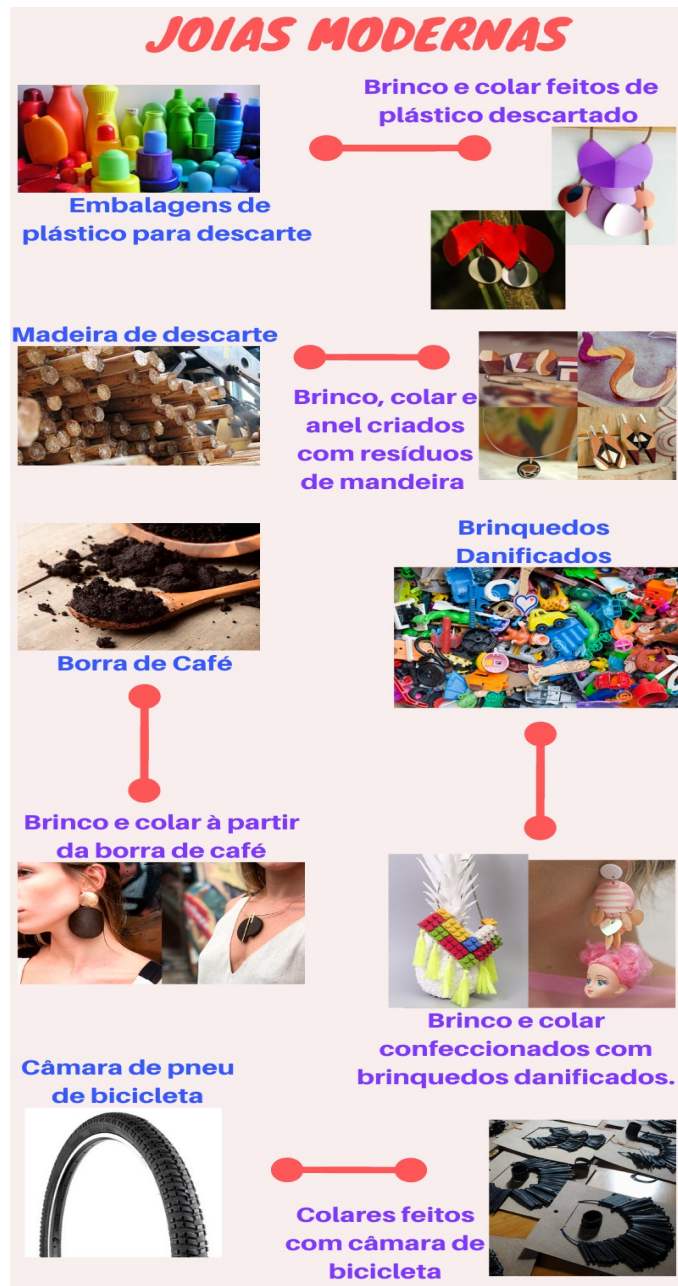 JOIAS MODERNAS
Brinco e colar feitos de
plástico descartado
Embalagens de
plástico para descarte
Madeira de descarte
Brinco, colar e
anel criados
com resíduos
de mandeira
Borra de Café
Brinquedos
Danificados
Brinco e colar à partir
da borra de café
Brinco e colar
confeccionados com
brinquedos danificados.
Câmara de pneu
de bicicleta
Colares feitos
com câmara de
bicicleta